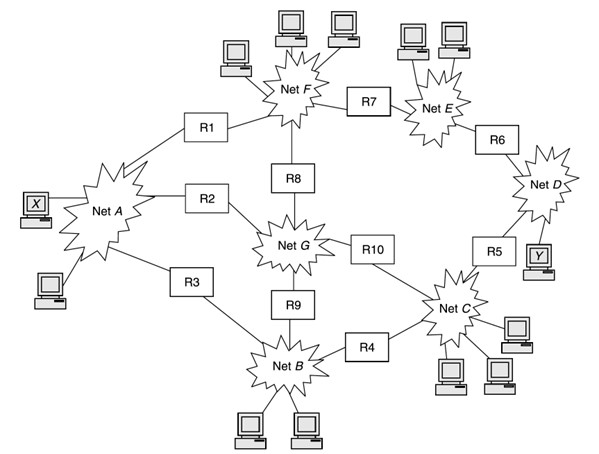 Net F
R7
Net E
R1
R6
R8
Net D
X
Net A
R2
Net G
R10
R5
Y
R3
R9
Net C
R4
Net B